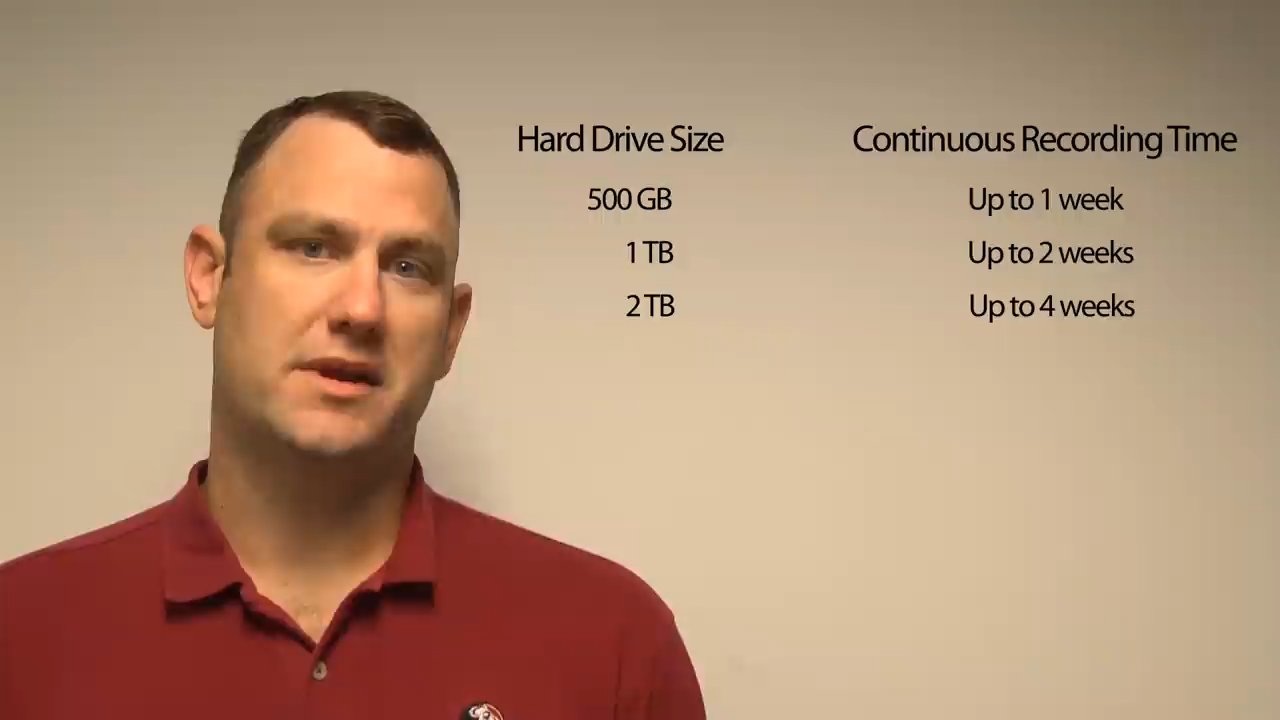 Hard Drive Size Continuous Recording Time
500 GB Up to 1 week
1 TB Up to 2 weeks
2 TB Up to 4 weeks